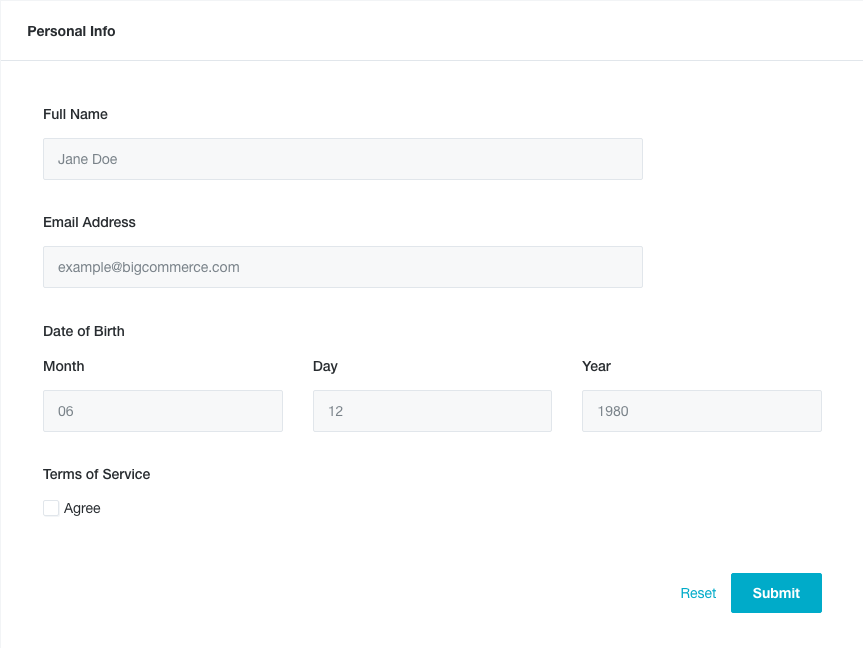 Personal Info
Full Name
Jane Doe
Email Address
example@bigcommerce.com
Date of Birth
Month Day Year
06 12 1980
Terms of Service
Agree
Reset Submit